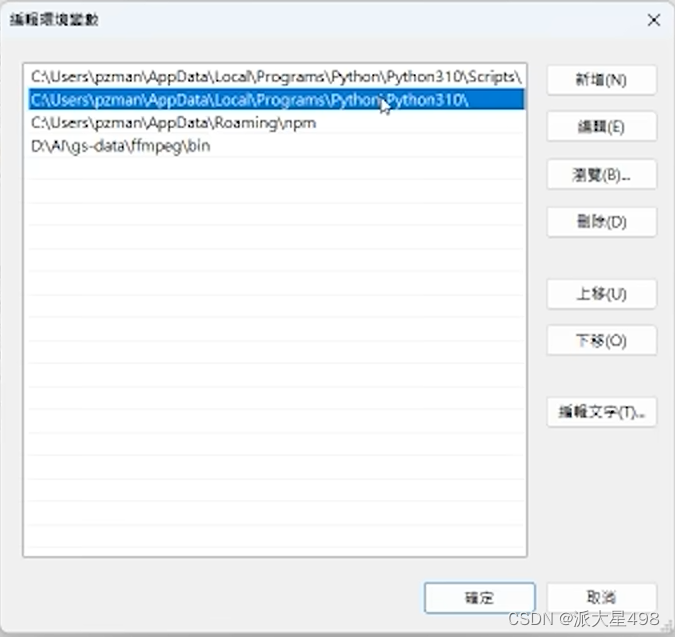 編輯環境變數
C:\Users\pzman\AppData\Local\Programs\Python\Python310\Scripts\
新增(N)
C:\Users\pzman\AppData\Local\Programs\Python\Python310\
C:\Users\pzman\AppData\Roaming\npm
編輯(E)
D:\AI\gs-data\ffmpeg\bin
瀏覽(B)...
刪除(D)
上移(U)
下移(O)
編輯文字(T)...
確定
取消
CSDN @派大星498